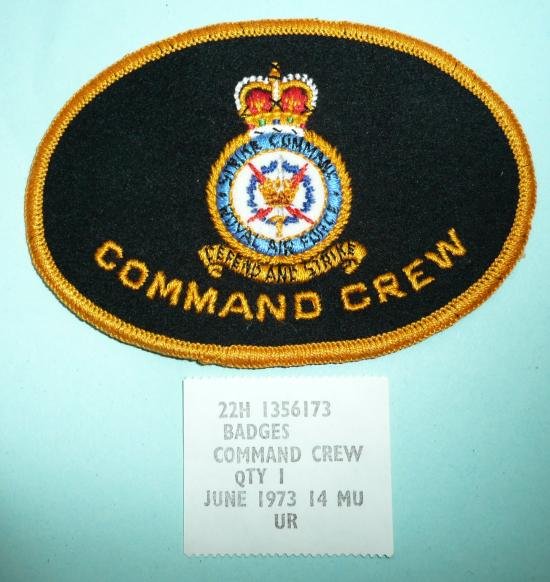 STRIKE COMMAND
ROYAL AIR FORCE
DEFEND AND STRIKE
COMMAND CREW
22H 1356173
BADGES
COMMAND CREW
QTY 1
JUNE 1973 14 MU
UR